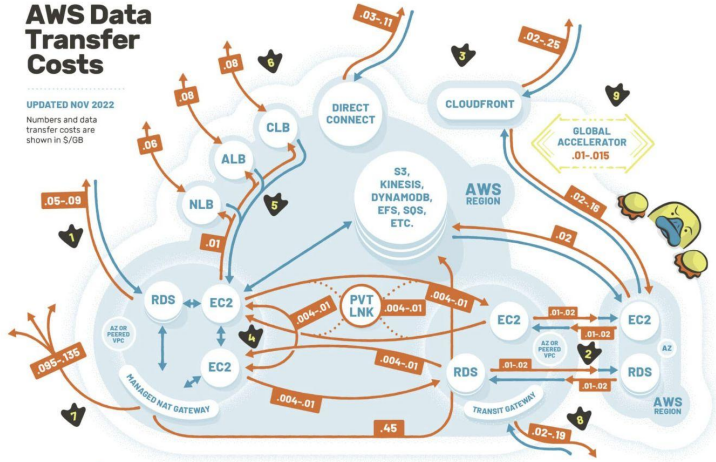 AWS Data
Transfer
Costs
UPDATED NOV 2022
Numbers and data
transfer costs are
shown in $/GB
.03-.11
.02-.25
3
6
.08
.08
.06
.05-.09
1
DIRECT
CONNECT
CLOUDFRONT
9
GLOBAL
ACCELERATOR
.01-.015
CLB
ALB
NLB
5
.01
S3,
KINESIS,
DYNAMODB,
EFS, SQS,
ETC.
AWS
REGION
.02-.16
.02
RDS
EC2
AZ OR
PEERED
VPC
EC2
4
.004-.01
PVT
LNK
.004-.01
.004-.01
EC2
.01-.02
.01-.02
EC2
AZ OR
PEERED
VPC
2
AZ
.004-.01
RDS
.01-.02
.01-.02
RDS
AWS
REGION
.095-.135
7
MANAGED NAT GATEWAY
.004-.01
.45
TRANSIT GATEWAY
8
.02-.19